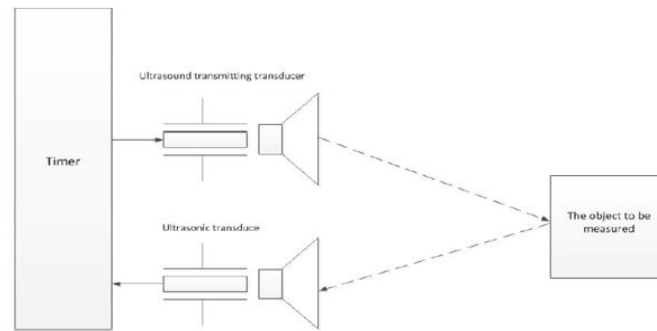 Ultrasound transmitting transducer
Timer
The object to be
measured
Ultrasonic transduce